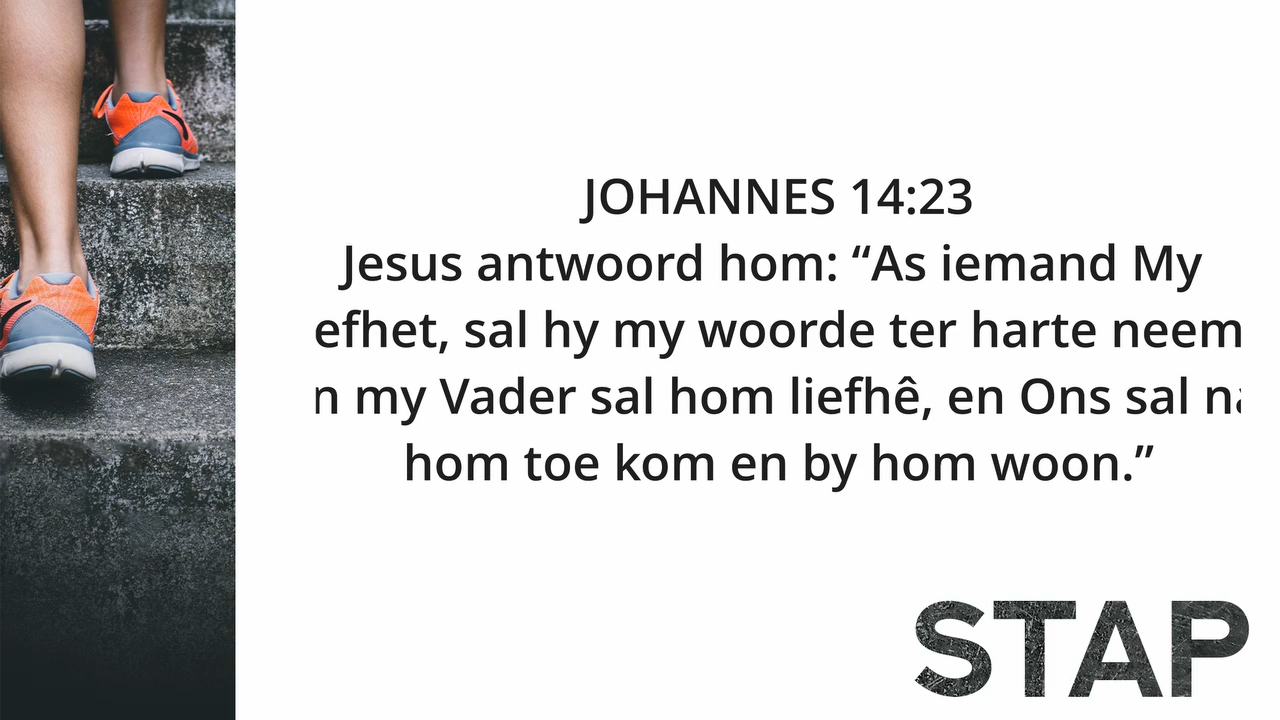 JOHANNES 14:23
Jesus antwoord hom: “As iemand My
efhet, sal hy my woorde ter harte neem
n my Vader sal hom liefhê, en Ons sal na
hom toe kom en by hom woon.”
STAP